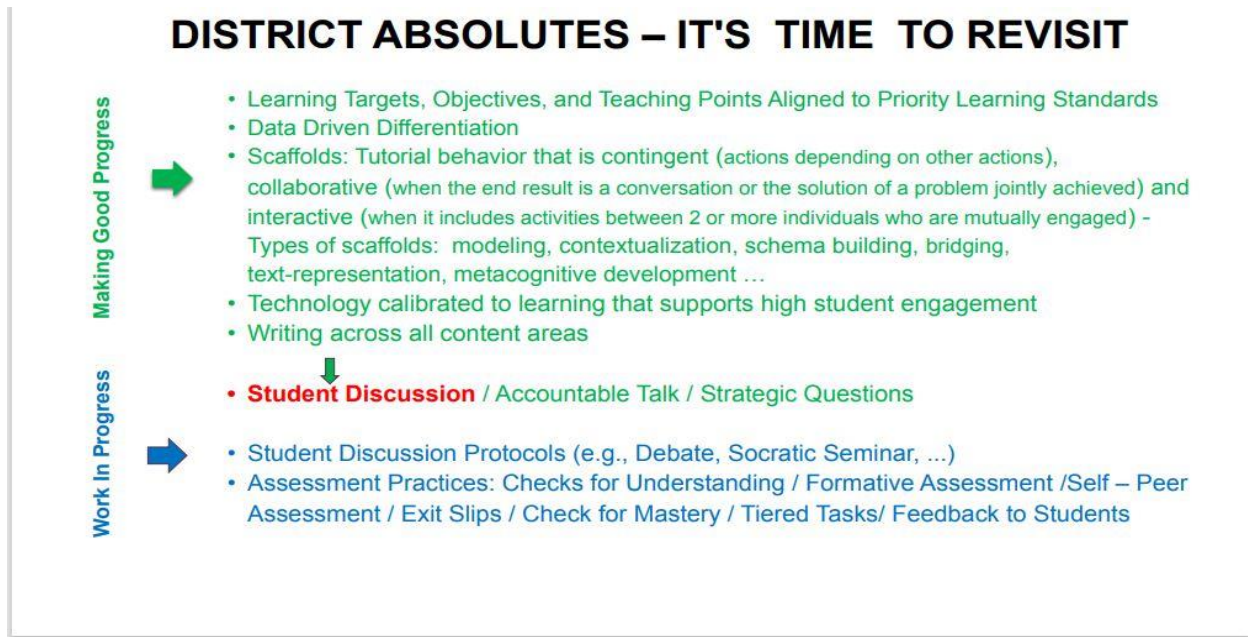 DISTRICT ABSOLUTES – IT'S TIME TO REVISIT
Making Good Progress
• Learning Targets, Objectives, and Teaching Points Aligned to Priority Learning Standards
• Data Driven Differentiation
• Scaffolds: Tutorial behavior that is contingent (actions depending on other actions),
collaborative (when the end result is a conversation or the solution of a problem jointly achieved) and
interactive (when it includes activities between 2 or more individuals who are mutually engaged) -
Types of scaffolds: modeling, contextualization, schema building, bridging,
text-representation, metacognitive development …
• Technology calibrated to learning that supports high student engagement
• Writing across all content areas
• Student Discussion / Accountable Talk / Strategic Questions
Work In Progress
• Student Discussion Protocols (e.g., Debate, Socratic Seminar, ...)
• Assessment Practices: Checks for Understanding / Formative Assessment /Self – Peer
Assessment / Exit Slips / Check for Mastery / Tiered Tasks/ Feedback to Students